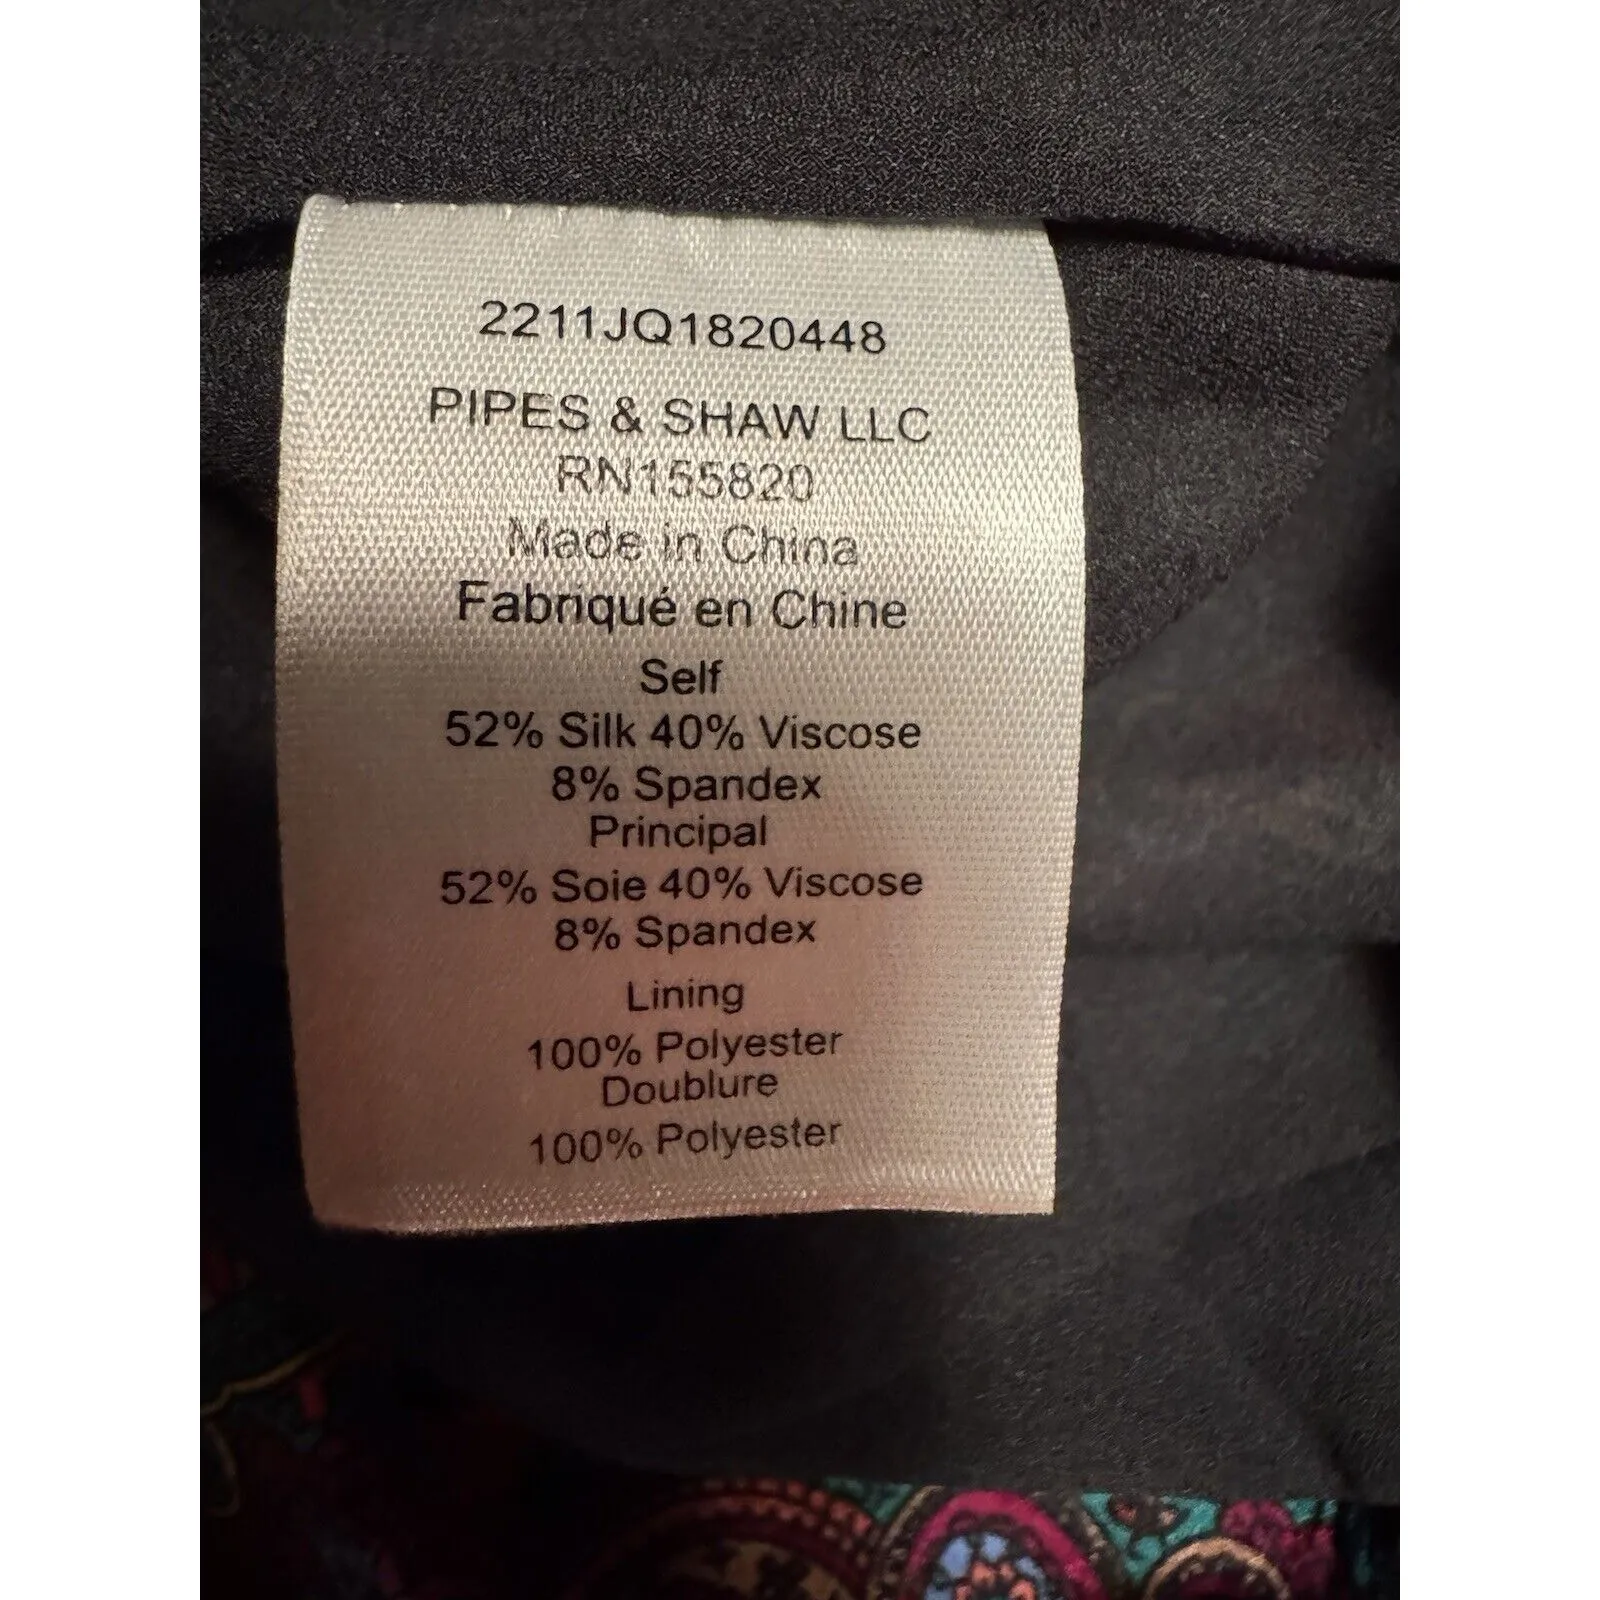 2211JQ1820448
PIPES & SHAW LLC
RN155820
Made in China
Fabriqué en Chine
Self
52% Silk 40% Viscose
8% Spandex
Principal
52% Soie 40% Viscose
8% Spandex
Lining
100% Polyester
Doublure
100% Polyester